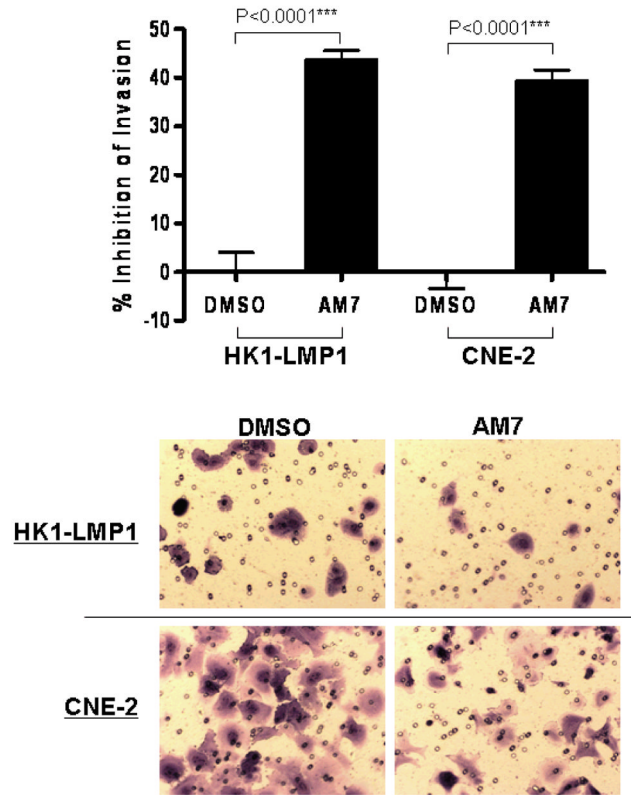 P<0.0001***
P<0.0001***
% Inhibition of Invasion
50
40
30
20
10
0
-10
DMSO AM7 DMSO AM7
HK1-LMP1 CNE-2
DMSO AM7
HK1-LMP1
CNE-2